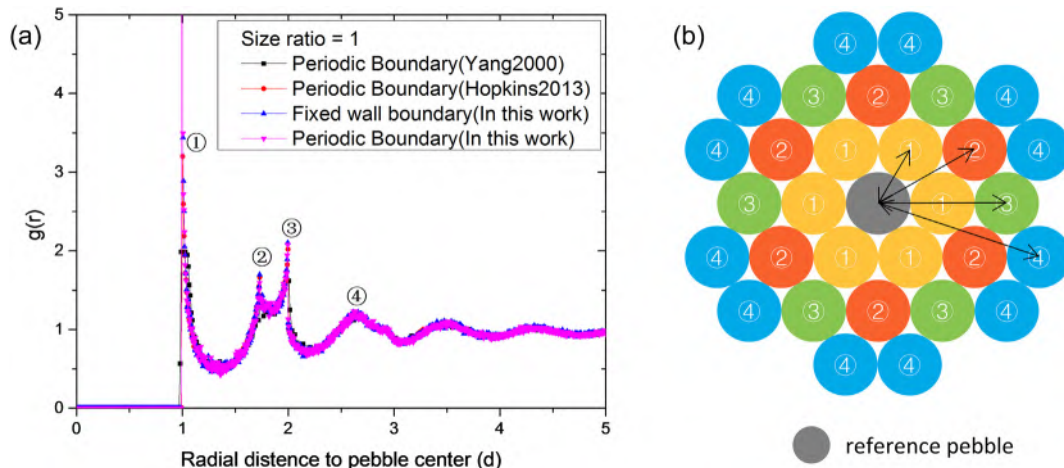 (a)
5
4
3
2
1
0
g(r)
0 1 2 3 4 5
Radial distance to pebble center (d)
Size ratio = 1
Periodic Boundary(Yang2000)
Periodic Boundary(Hopkins2013)
Fixed wall boundary(In this work)
Periodic Boundary(In this work)
①
②
③
④
(b)
④ ④
④ ③ ② ③ ④
④ ② ① ① ② ④
③ ① ① ③
④ ② ① ① ② ④
④ ③ ② ③ ④
④ ④
reference pebble